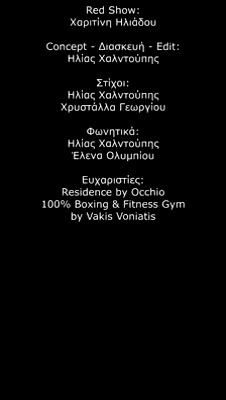 Red Show:
Χαριτίνη Ηλιάδου
Concept - Διασκευή - Edit:
Ηλίας Χαλντούπης
Στίχοι:
Ηλίας Χαλντούπης
Χρυστάλλα Γεωργίου
Φωνητικά:
Ηλίας Χαλντούπης
Έλενα Ολυμπίου
Ευχαριστίες:
Residence by Occhio
100% Boxing & Fitness Gym
by Vakis Voniatis